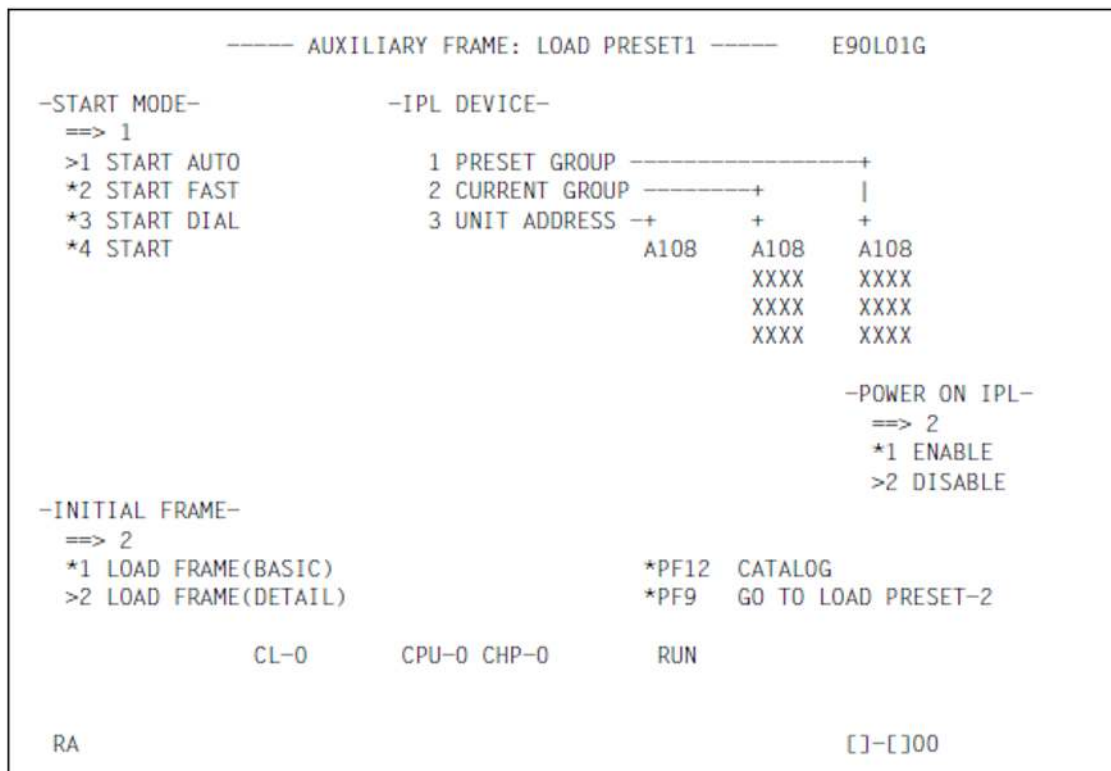 ----- AUXILIARY FRAME: LOAD PRESET1 -----     E90L01G
-START MODE-              -IPL DEVICE-
  ==> 1
  >1 START AUTO               1 PRESET GROUP -----------------+
  *2 START FAST               2 CURRENT GROUP --------+       |
  *3 START DIAL               3 UNIT ADDRESS -+       +       +
  *4 START                                   A108    A108    A108
                                                     XXXX    XXXX
                                                     XXXX    XXXX
                                                     XXXX    XXXX
                                                            -POWER ON IPL-
                                                              ==> 2
                                                              *1 ENABLE
                                                              >2 DISABLE
-INITIAL FRAME-
  ==> 2
  *1 LOAD FRAME(BASIC)                       *PF12  CATALOG
  >2 LOAD FRAME(DETAIL)                      *PF9   GO TO LOAD PRESET-2
                CL-0       CPU-0 CHP-0        RUN
 RA                                                         []-[]00